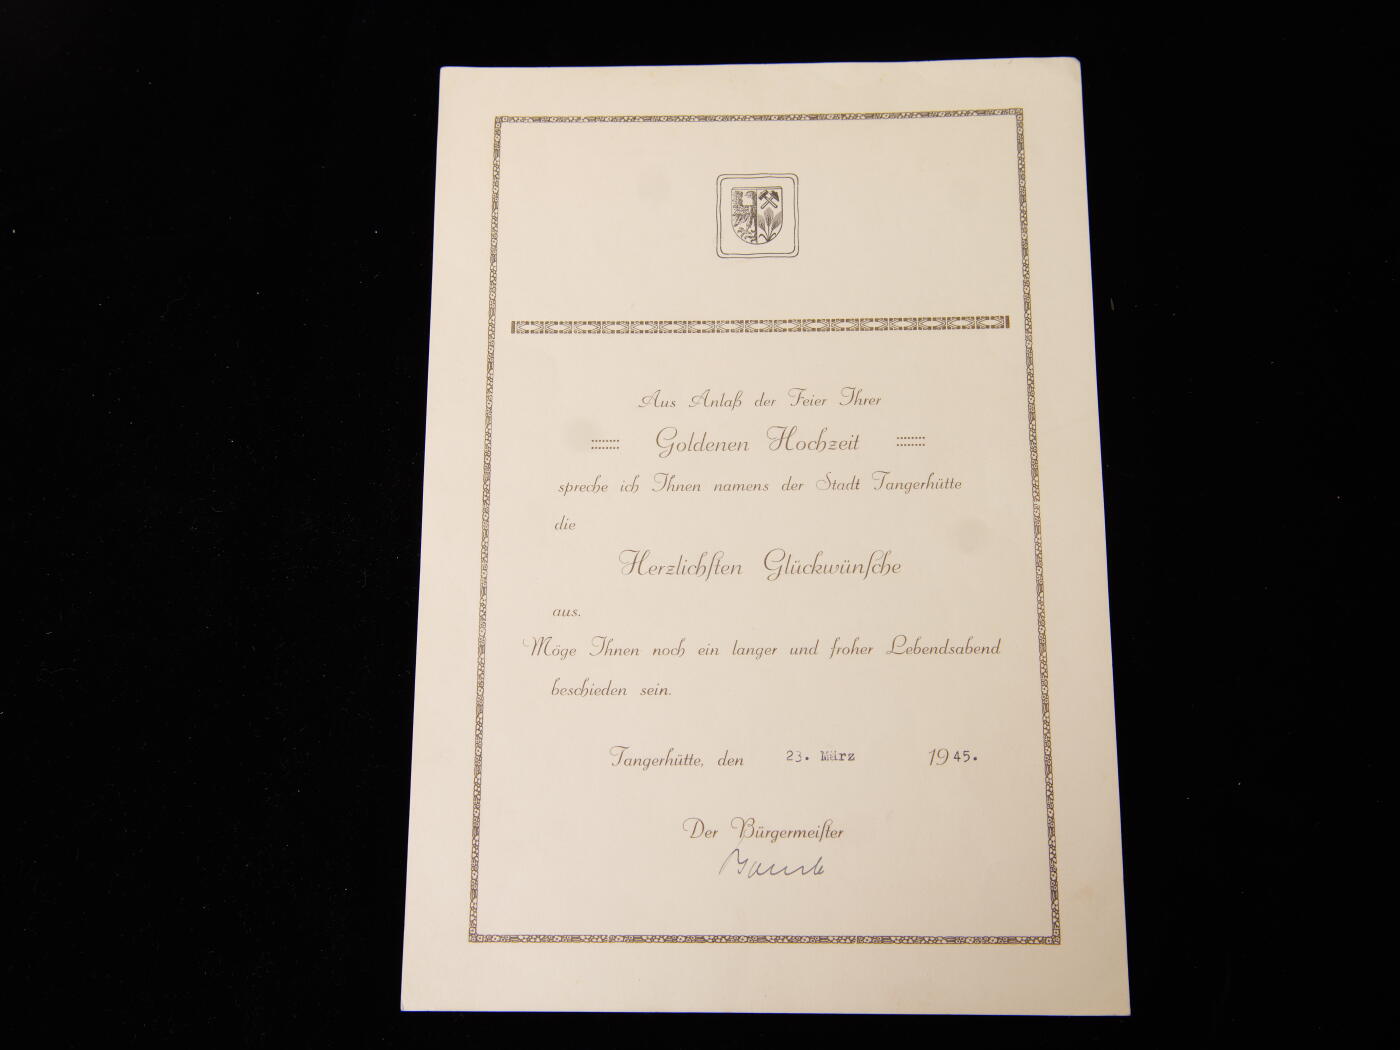 Aus Anlaß der Feier Ihrer
Goldenen Hochzeit
spreche ich Ihnen namens der Stadt Tangerhütte
die
Herzlichsten Glückwünsche
aus.
Möge Ihnen noch ein langer und froher Lebendsabend
beschieden sein.
Tangerhütte, den 23. März 1945.
Der Bürgermeister